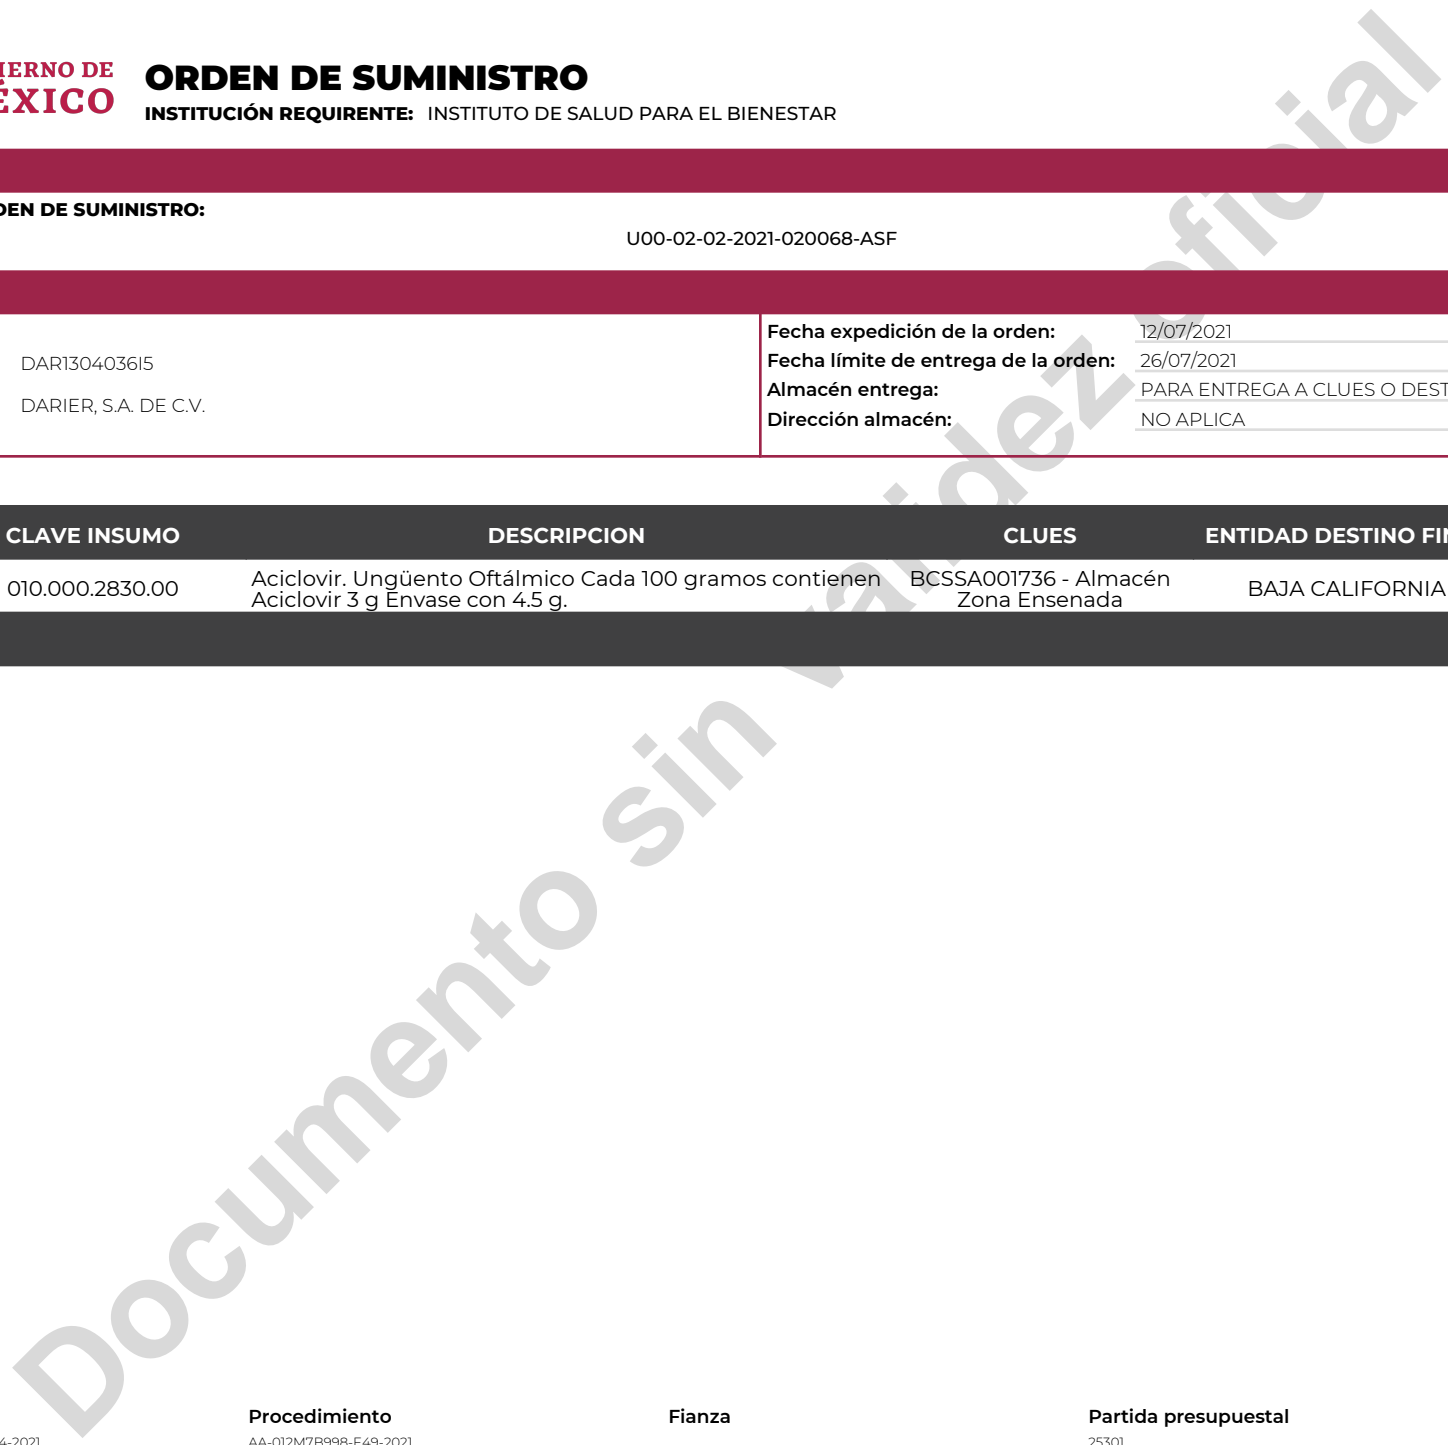 IERNO DE
ÉXICO
ORDEN DE SUMINISTRO
INSTITUCIÓN REQUIRENTE: INSTITUTO DE SALUD PARA EL BIENESTAR
DEN DE SUMINISTRO:
U00-02-02-2021-020068-ASF
DAR1304036I5
DARIER, S.A. DE C.V.
Fecha expedición de la orden: 12/07/2021
Fecha límite de entrega de la orden: 26/07/2021
Almacén entrega: PARA ENTREGA A CLUES O DEST
Dirección almacén: NO APLICA
CLAVE INSUMO DESCRIPCION CLUES ENTIDAD DESTINO FIN
010.000.2830.00 Aciclovir. Ungüento Oftálmico Cada 100 gramos contienen BCSSA001736 - Almacén BAJA CALIFORNIA
Aciclovir 3 g Envase con 4.5 g. Zona Ensenada
Documento sin validez oficial
Procedimiento Fianza Partida presupuestal
4-2021 AA-012M7B998-E49-2021 25301